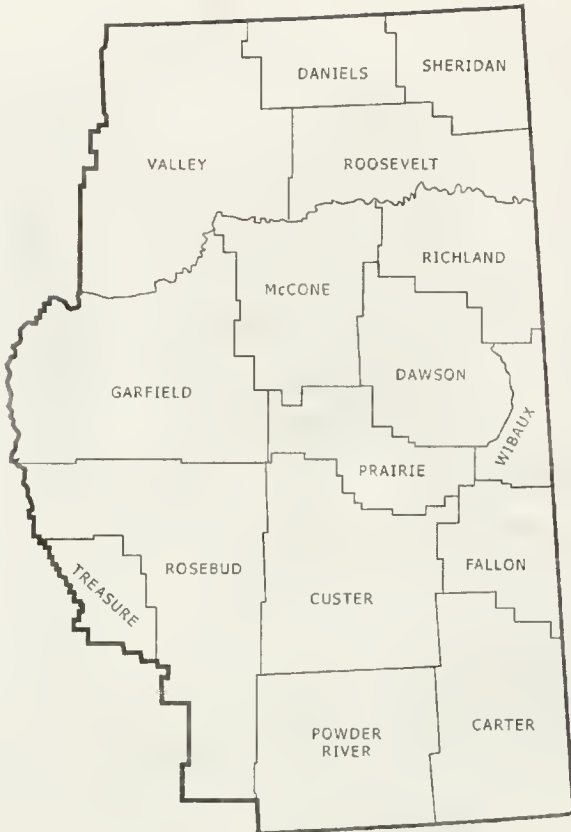 DANIELS
SHERIDAN
VALLEY
ROOSEVELT
RICHLAND
McCONE
GARFIELD
DAWSON
WIBAUX
PRAIRIE
TREASURE
ROSEBUD
CUSTER
FALLON
POWDER
RIVER
CARTER